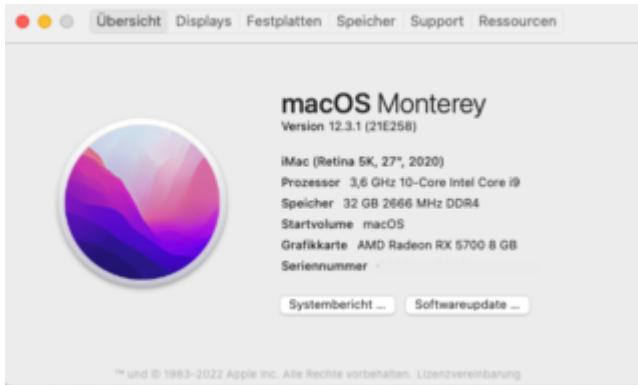 Übersicht Displays Festplatten Speicher Support Ressourcen
macOS Monterey
Version 12.3.1 (21E258)
iMac (Retina 5K, 27", 2020)
Prozessor 3,6 GHz 10-Core Intel Core i9
Speicher 32 GB 2666 MHz DDR4
Startvolume macOS
Grafikkarte AMD Radeon RX 5700 8 GB
Seriennummer
Systembericht ... Softwareupdate ...
™ und © 1983-2022 Apple Inc. Alle Rechte vorbehalten. Lizenzvereinbarung